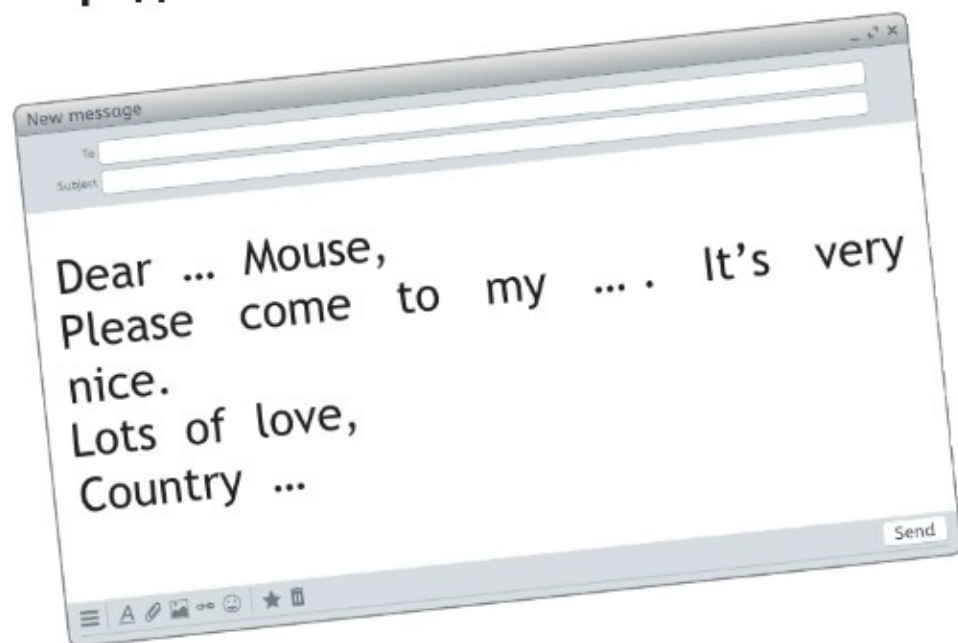 New message
To
Subject
Dear ... Mouse,
Please come to my ... . It's very
nice.
Lots of love,
Country ...
Send